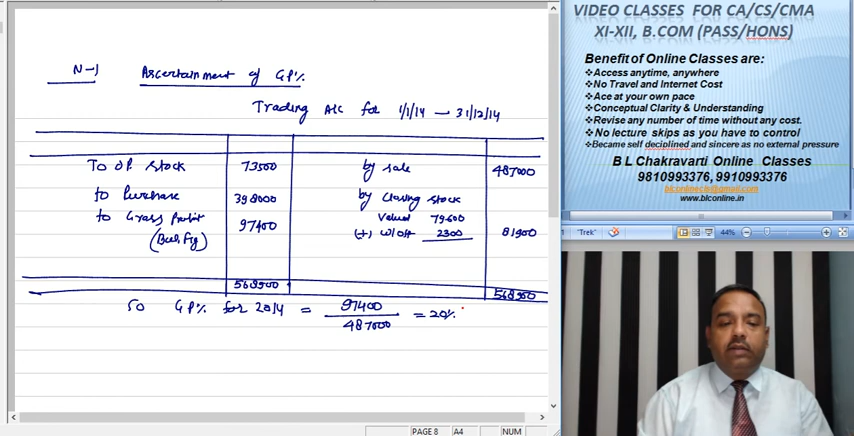 N-1 Ascertainment of GP%
Trading A/c for 1/1/14 — 31/12/14
To OP Stock 73500 by sale 487000
to Purchase 398000 by Closing stock
to Gross Profit 97400 Valued 79600
(Bal Fig) (+) W/off 2300 81900
568900 568900
So GP% for 2014 = 97400 / 487000 = 20%
PAGE 8 A4 NUM
VIDEO CLASSES FOR CA/CS/CMA
XI-XII, B.COM (PASS/HONS)
Benefit of Online Classes are:
❖Access anytime, anywhere
❖No Travel and Internet Cost
❖Ace at your own pace
❖Conceptual Clarity & Understanding
❖Revise any number of time without any cost.
❖No lecture skips as you have to control
❖Became self deciolined and sincere as no external pressure
B L Chakravarti Online Classes
9810993376, 9910993376
www.blconline.in
"Trek" 44%